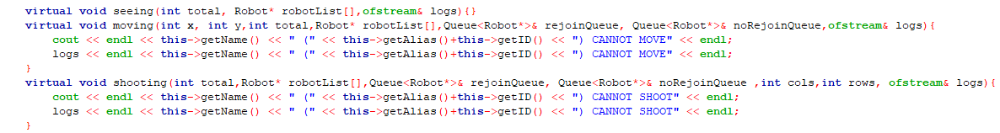 virtual void seeing(int total, Robot* robotList[],ofstream& logs){}
virtual void moving(int x, int y,int total,Robot* robotList[],Queue<Robot*>& rejoinQueue, Queue<Robot*>& noRejoinQueue,ofstream& logs){
    cout << endl << this->getName() << " (" << this->getAlias()+this->getID() << ") CANNOT MOVE" << endl;
    logs << endl << this->getName() << " (" << this->getAlias()+this->getID() << ") CANNOT MOVE" << endl;
}
virtual void shooting(int total,Robot* robotList[],Queue<Robot*>& rejoinQueue, Queue<Robot*>& noRejoinQueue ,int cols,int rows, ofstream& logs){
    cout << endl << this->getName() << " (" << this->getAlias()+this->getID() << ") CANNOT SHOOT" << endl;
    logs << endl << this->getName() << " (" << this->getAlias()+this->getID() << ") CANNOT SHOOT" << endl;
}